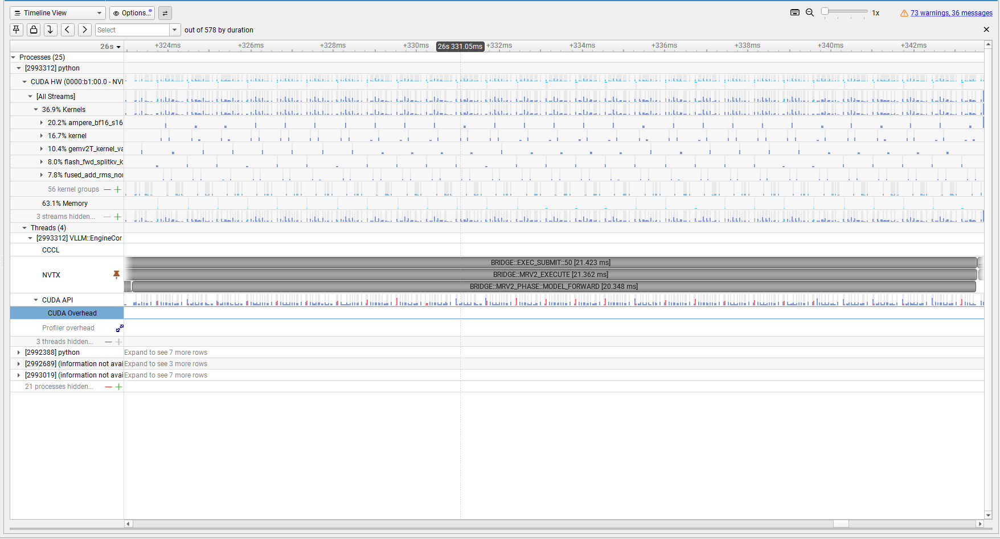 Timeline View
Options...
1x
73 warnings, 36 messages
Select
out of 578 by duration
26s
+324ms
+326ms
+328ms
+330ms
26s 331.05ms
+332ms
+334ms
+336ms
+338ms
+340ms
+342ms
Processes (25)
[2993312] python
CUDA HW (0000:b1:00.0 - NVI
[All Streams]
36.9% Kernels
20.2% ampere_bf16_s16
16.7% kernel
10.4% gemv2T_kernel_va
8.0% flash_fwd_splitkv_k
7.8% fused_add_rms_nor
56 kernel groups
63.1% Memory
3 streams hidden...
Threads (4)
[2993312] VLLM::EngineCor
CCCL
NVTX
BRIDGE::EXEC_SUBMIT::50 [21.423 ms]
BRIDGE::MRV2_EXECUTE [21.362 ms]
BRIDGE::MRV2_PHASE::MODEL_FORWARD [20.348 ms]
CUDA API
CUDA Overhead
Profiler overhead
3 threads hidden...
[2992388] python
Expand to see 7 more rows
[2992689] (information not avai
Expand to see 3 more rows
[2993019] (information not avai
Expand to see 7 more rows
21 processes hidden...